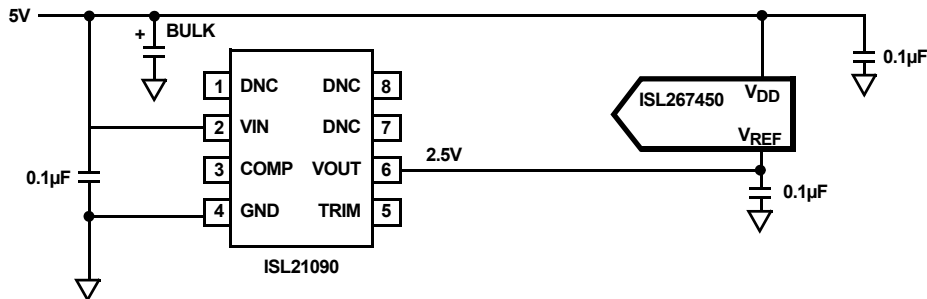 5V
+ BULK
0.1µF
1 DNC DNC 8
ISL267450
VDD
2 VIN DNC 7
VREF
2.5V
3 COMP VOUT 6
0.1µF
0.1µF
4 GND TRIM 5
ISL21090